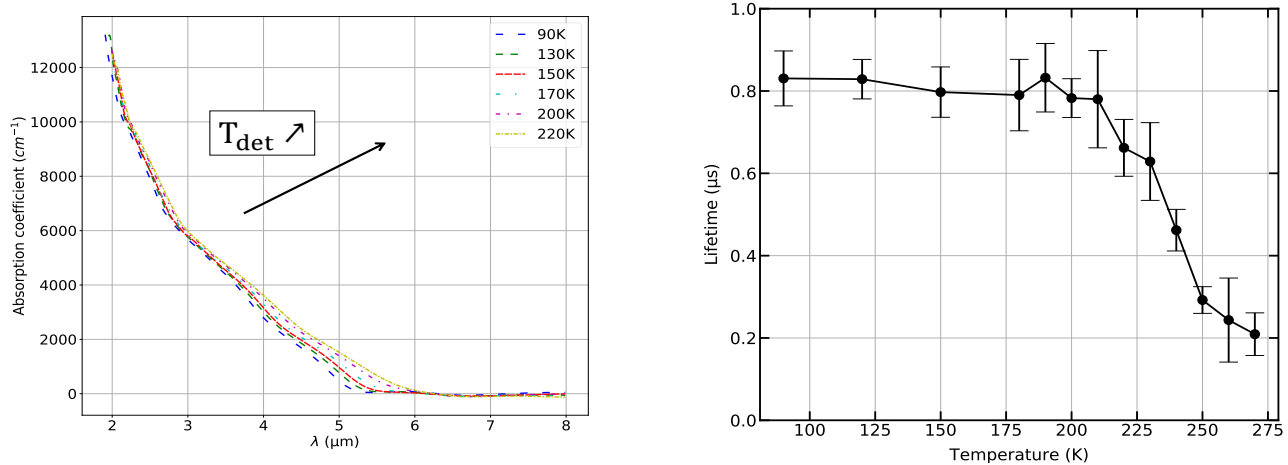 Absorption coefficient (cm⁻¹)
12000
10000
8000
6000
4000
2000
0
T_det ↗
90K
130K
150K
170K
200K
220K
2 3 4 5 6 7 8
λ (μm)
Lifetime (μs)
1.0
0.8
0.6
0.4
0.2
0.0
100 125 150 175 200 225 250 275
Temperature (K)